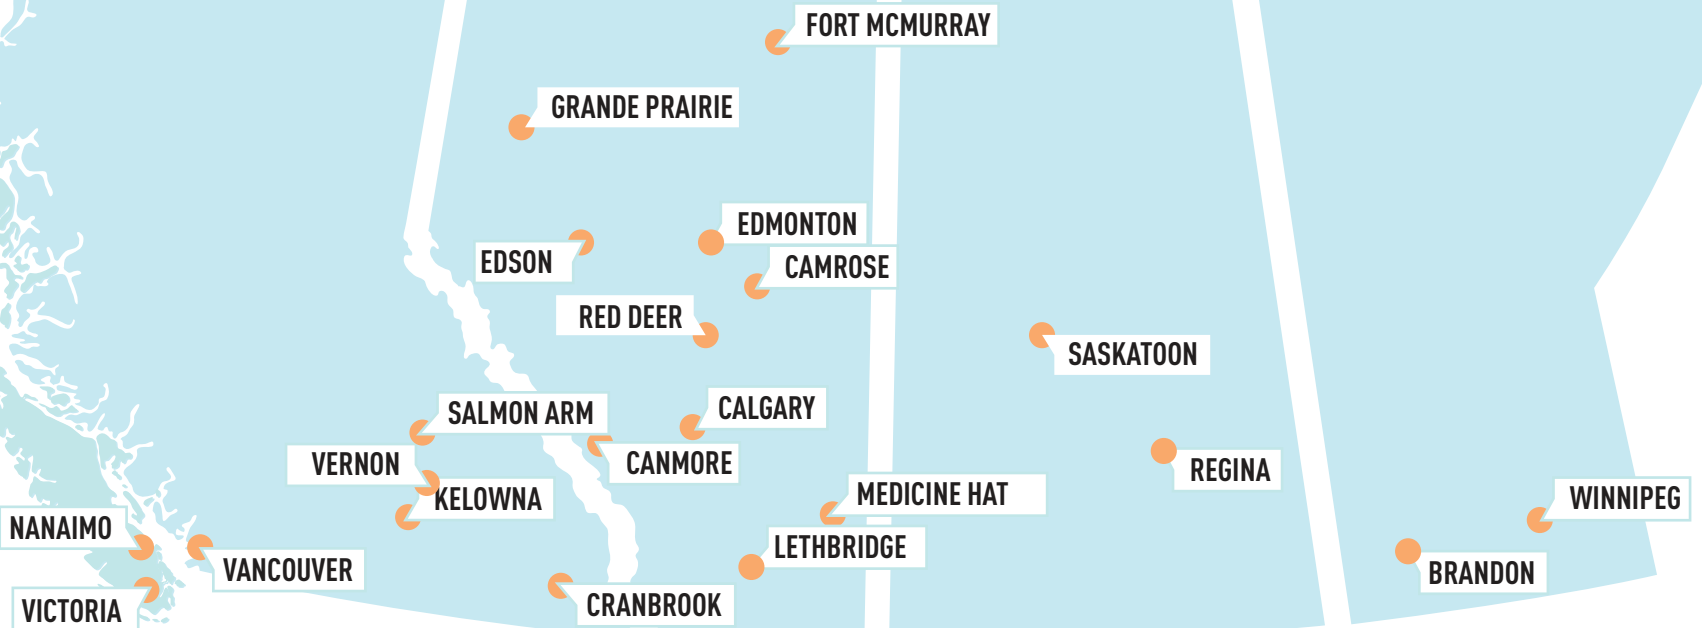 FORT MCMURRAY
GRANDE PRAIRIE
EDMONTON
EDSON
CAMROSE
RED DEER
SASKATOON
SALMON ARM
CALGARY
VERNON
CANMORE
REGINA
KELOWNA
MEDICINE HAT
WINNIPEG
NANAIMO
LETHBRIDGE
VANCOUVER
BRANDON
VICTORIA
CRANBROOK